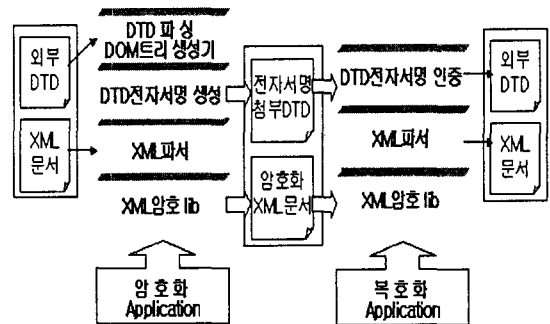 외부
DTD
XML
문서
DTD 파싱
DOM트리 생성기
DTD전자서명 생성
XML파서
XML암호 lib
암호화
Application
전자서명
첨부DTD
암호화
XML문서
DTD전자서명 인증
XML파서
XML암호 lib
복호화
Application
외부
DTD
XML
문서